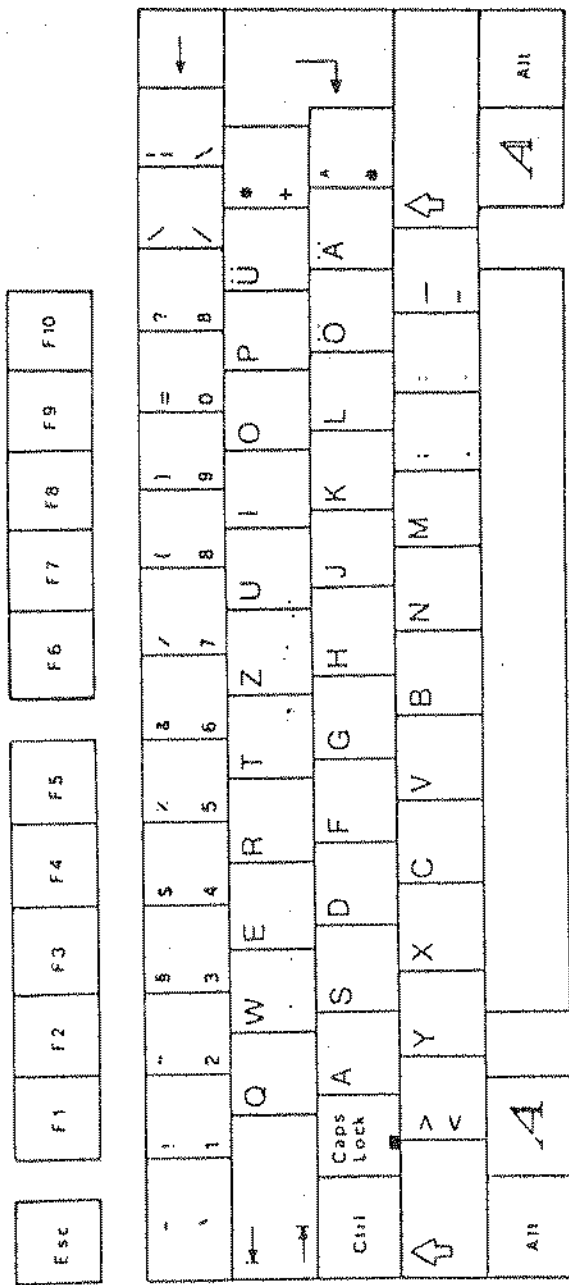 Esc F1 F2 F3 F4 F5 F6 F7 F8 F9 F10
! " § $ % & / ( ) = ? \ | ←
1 2 3 4 5 6 7 8 9 0 ß / \
Q W E R T Z U I O P Ü *
+
Caps
Lock
Ctrl A S D F G H J K L Ö Ä ^
#
> Y X C V B N M ; : _
< , . -
Alt A A Alt